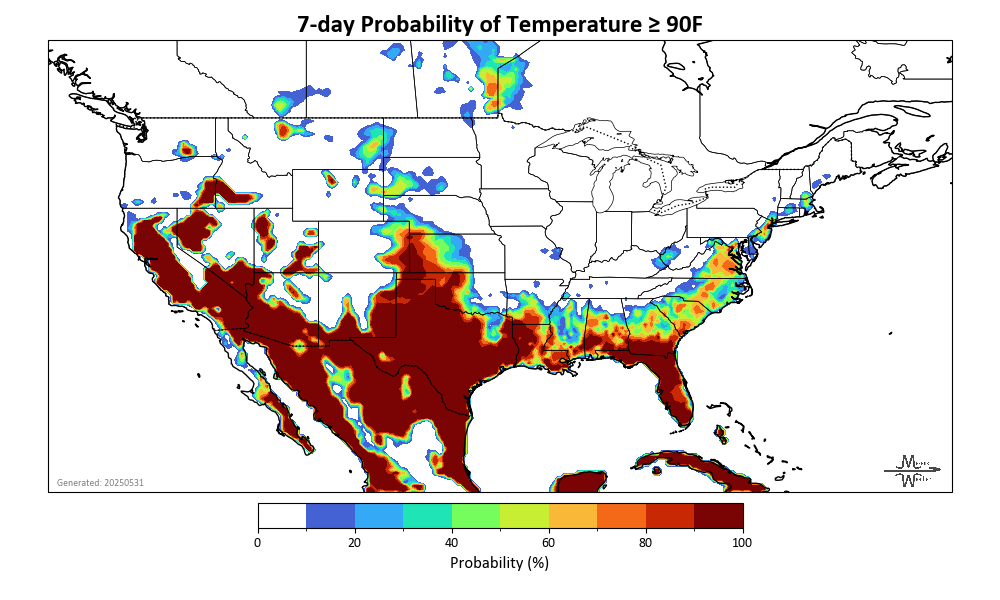 7-day Probability of Temperature ≥ 90F
Generated: 20250531
0 20 40 60 80 100
Probability (%)